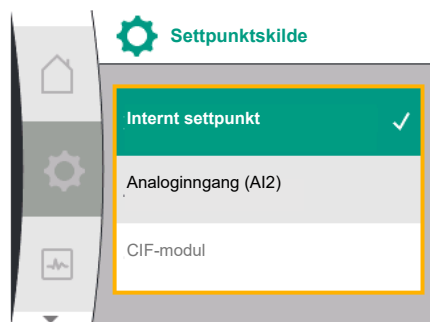 Settpunktskilde
Internt settpunkt
Analoginngang (AI2)
CIF-modul